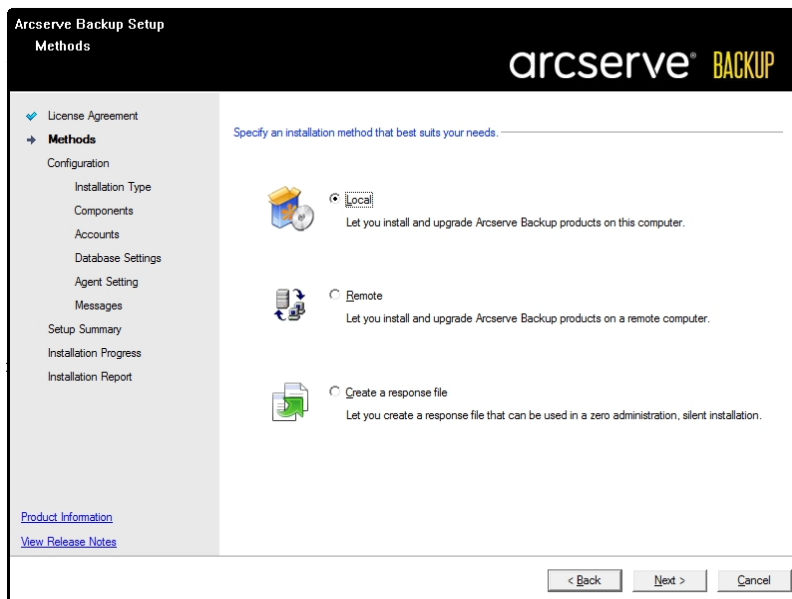 Arcserve Backup Setup
Methods
arcserve® BACKUP
License Agreement
Methods
Configuration
Installation Type
Components
Accounts
Database Settings
Agent Setting
Messages
Setup Summary
Installation Progress
Installation Report
Product Information
View Release Notes
Specify an installation method that best suits your needs.
Local
Let you install and upgrade Arcserve Backup products on this computer.
Remote
Let you install and upgrade Arcserve Backup products on a remote computer.
Create a response file
Let you create a response file that can be used in a zero administration, silent installation.
< Back
Next >
Cancel